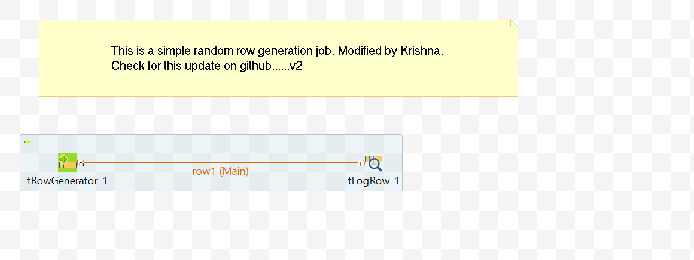 This is a simple random row generation job. Modified by Krishna.
Check for this update on github......v2
row1 (Main)
tRowGenerator_1
tLogRow_1